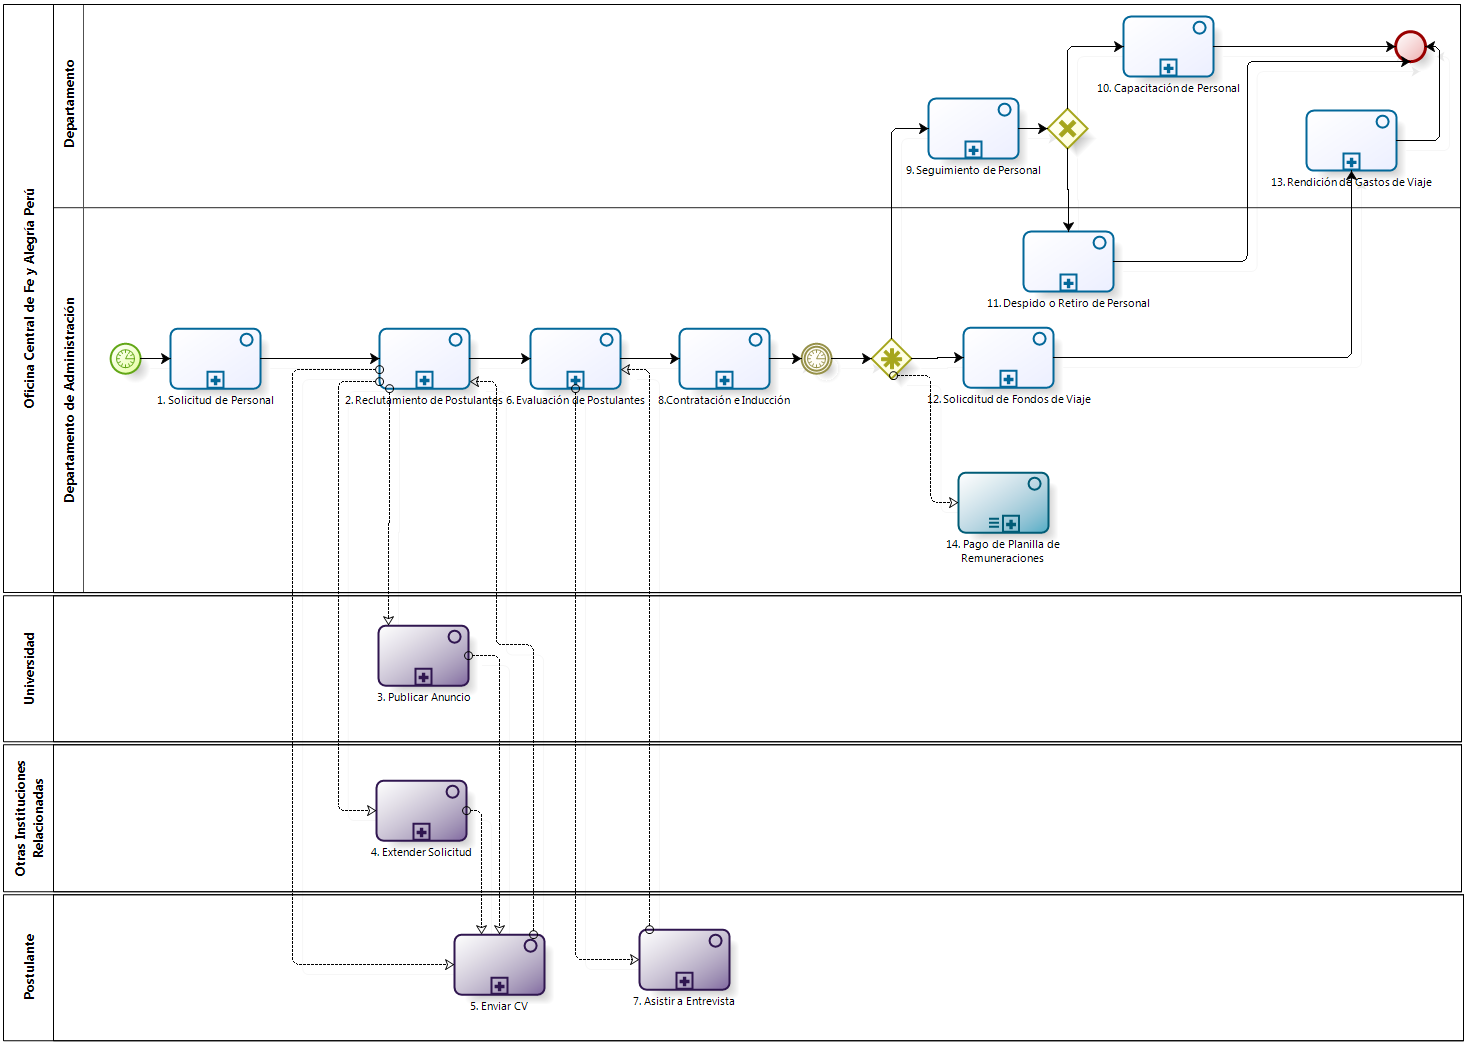 Oficina Central de Fe y Alegría Perú
Departamento
10. Capacitación de Personal
9. Seguimiento de Personal
13. Rendición de Gastos de Viaje
Departamento de Administración
11. Despido o Retiro de Personal
1. Solicitud de Personal
2. Reclutamiento de Postulantes
6. Evaluación de Postulantes
8.Contratación e Inducción
12. Solicditud de Fondos de Viaje
14. Pago de Planilla de
Remuneraciones
Universidad
3. Publicar Anuncio
Otras Instituciones
Relacionadas
4. Extender Solicitud
Postulante
5. Enviar CV
7. Asistir a Entrevista